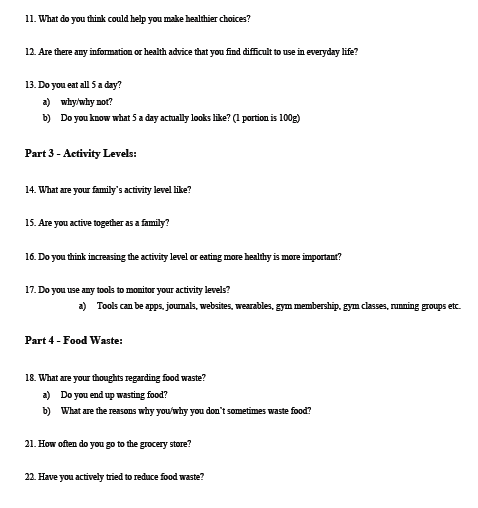 11. What do you think could help you make healthier choices?
12. Are there any information or health advice that you find difficult to use in everyday life?
13. Do you eat all 5 a day?
a) why/why not?
b) Do you know what 5 a day actually looks like? (1 portion is 100g)
Part 3 - Activity Levels:
14. What are your family's activity level like?
15. Are you active together as a family?
16. Do you think increasing the activity level or eating more healthy is more important?
17. Do you use any tools to monitor your activity levels?
a) Tools can be apps, journals, websites, wearables, gym membership, gym classes, running groups etc.
Part 4 - Food Waste:
18. What are your thoughts regarding food waste?
a) Do you end up wasting food?
b) What are the reasons why you/why you don't sometimes waste food?
21. How often do you go to the grocery store?
22. Have you actively tried to reduce food waste?